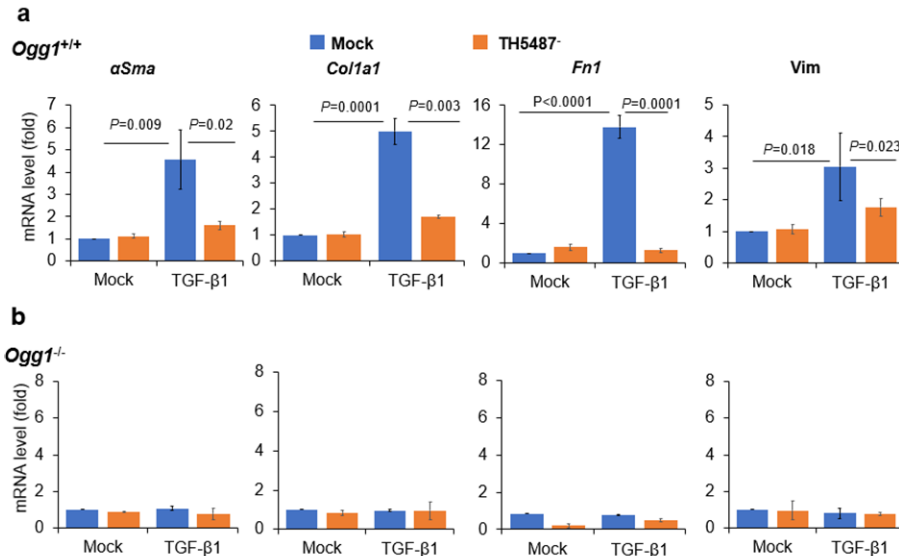 a
Ogg1+/+
Mock TH5487-
αSma Col1a1 Fn1 Vim
mRNA level (fold)
7 6 5 4 3 2 1 0
P=0.009 P=0.02
Mock TGF-β1
6 5 4 3 2 1 0
P=0.0001 P=0.003
Mock TGF-β1
16 12 8 4 0
P<0.0001 P=0.0001
Mock TGF-β1
5 4 3 2 1 0
P=0.018 P=0.023
Mock TGF-β1
b
Ogg1-/-
mRNA level (fold)
8 6 4 2 0
Mock TGF-β1
8 6 4 2 0
Mock TGF-β1
8 6 4 2 0
Mock TGF-β1
8 6 4 2 0
Mock TGF-β1